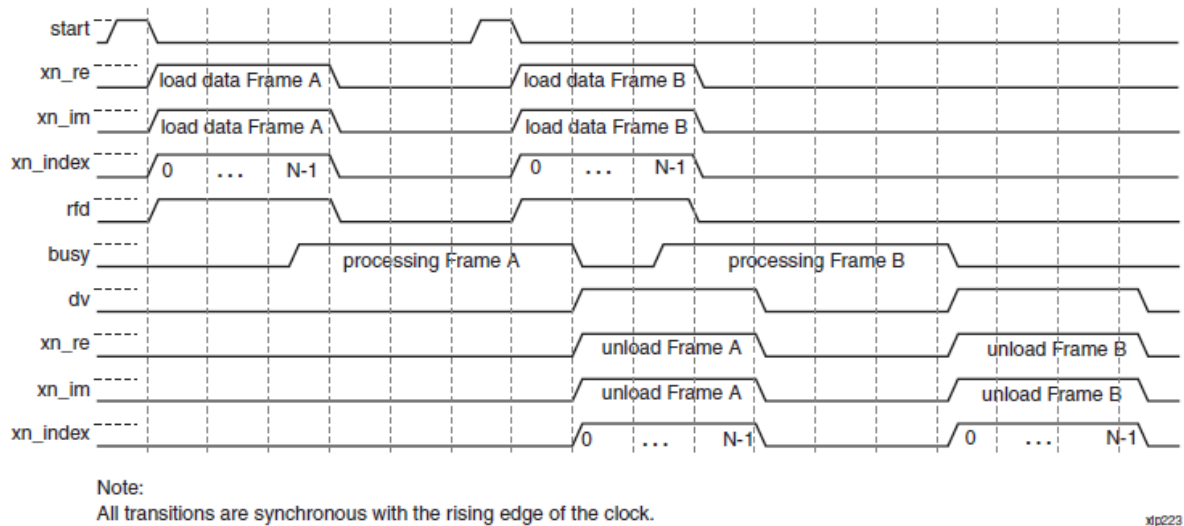 start
xn_re load data Frame A load data Frame B
xn_im load data Frame A load data Frame B
xn_index 0 ... N-1 0 ... N-1
rfd
busy processing Frame A processing Frame B
dv
xn_re unload Frame A unload Frame B
xn_im unload Frame A unload Frame B
xn_index 0 ... N-1 0 ... N-1
Note:
All transitions are synchronous with the rising edge of the clock.
xip223